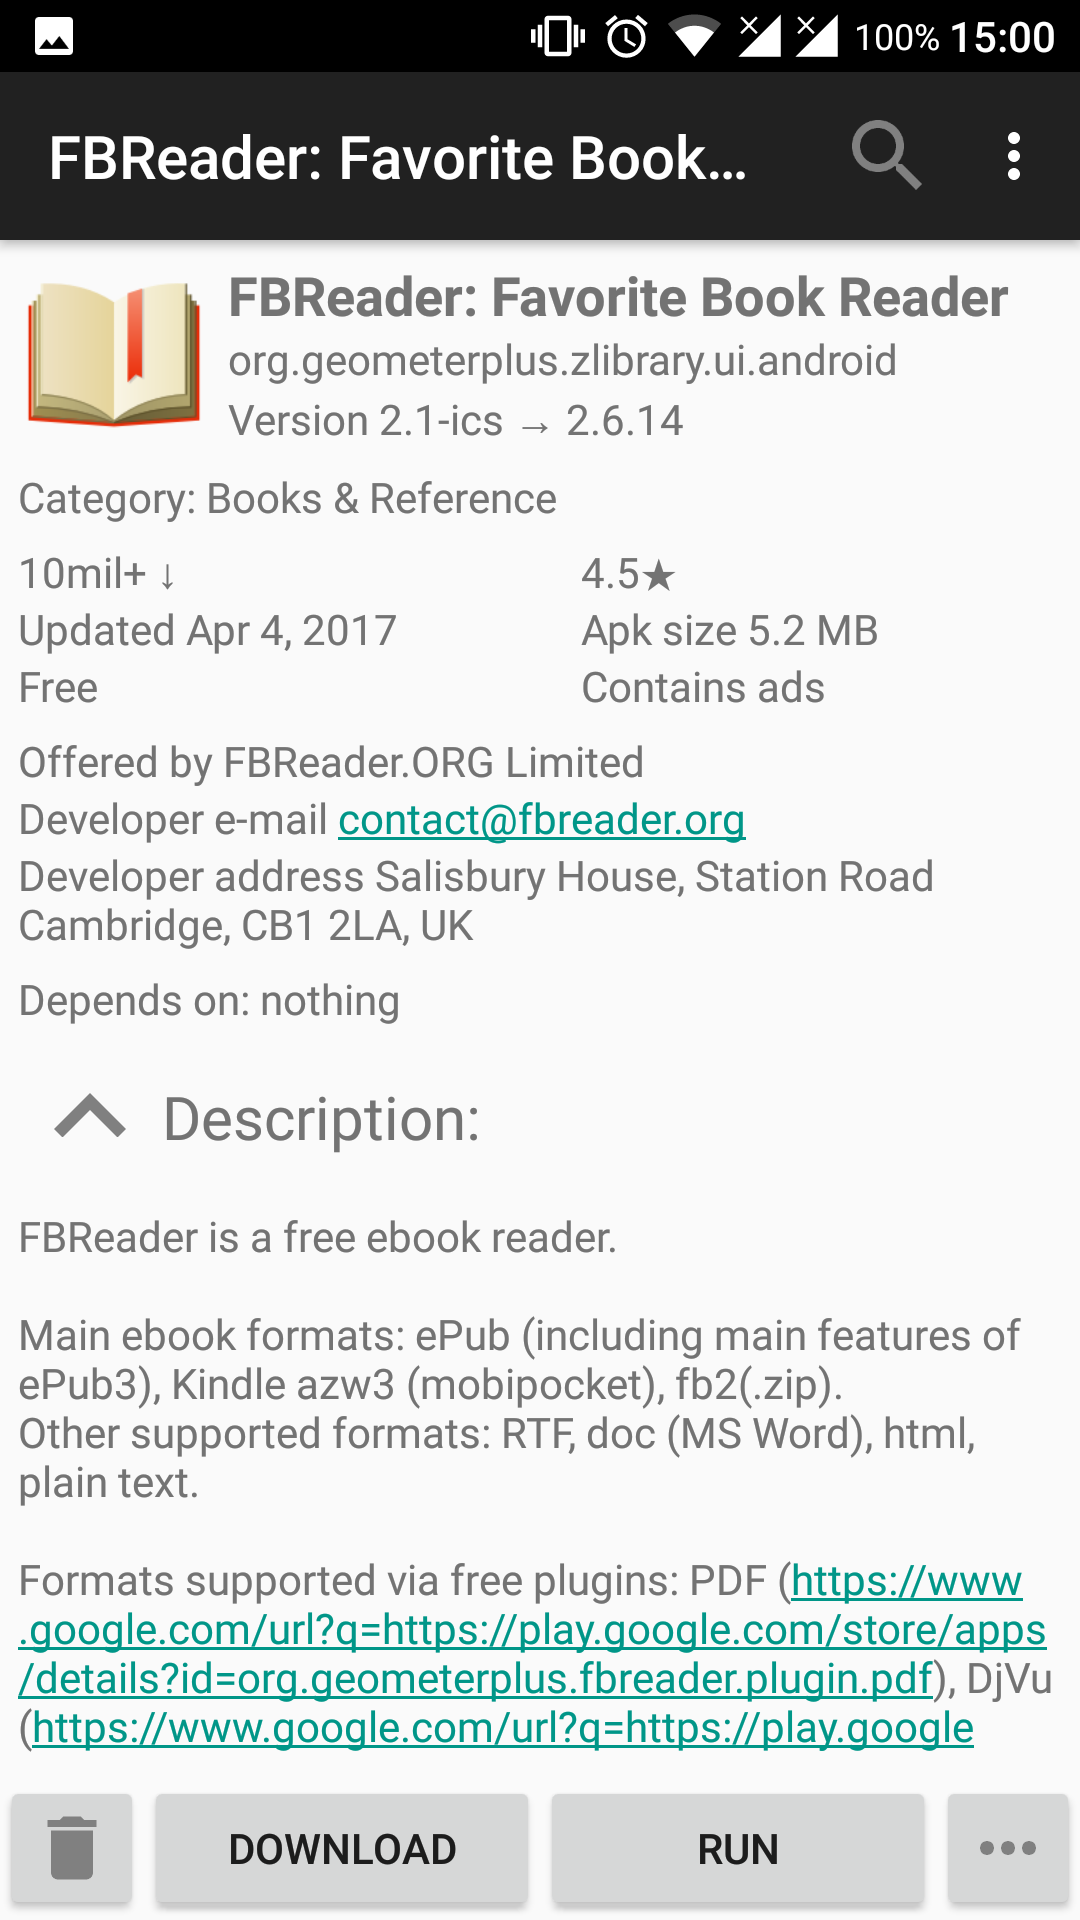 100% 15:00
FBReader: Favorite Book...
FBReader: Favorite Book Reader
org.geometerplus.zlibrary.ui.android
Version 2.1-ics → 2.6.14
Category: Books & Reference
10mil+ ↓ 4.5★
Updated Apr 4, 2017 Apk size 5.2 MB
Free Contains ads
Offered by FBReader.ORG Limited
Developer e-mail contact@fbreader.org
Developer address Salisbury House, Station Road
Cambridge, CB1 2LA, UK
Depends on: nothing
Description:
FBReader is a free ebook reader.
Main ebook formats: ePub (including main features of
ePub3), Kindle azw3 (mobipocket), fb2(.zip).
Other supported formats: RTF, doc (MS Word), html,
plain text.
Formats supported via free plugins: PDF (https://www
.google.com/url?q=https://play.google.com/store/apps
/details?id=org.geometerplus.fbreader.plugin.pdf), DjVu
(https://www.google.com/url?q=https://play.google
DOWNLOAD RUN